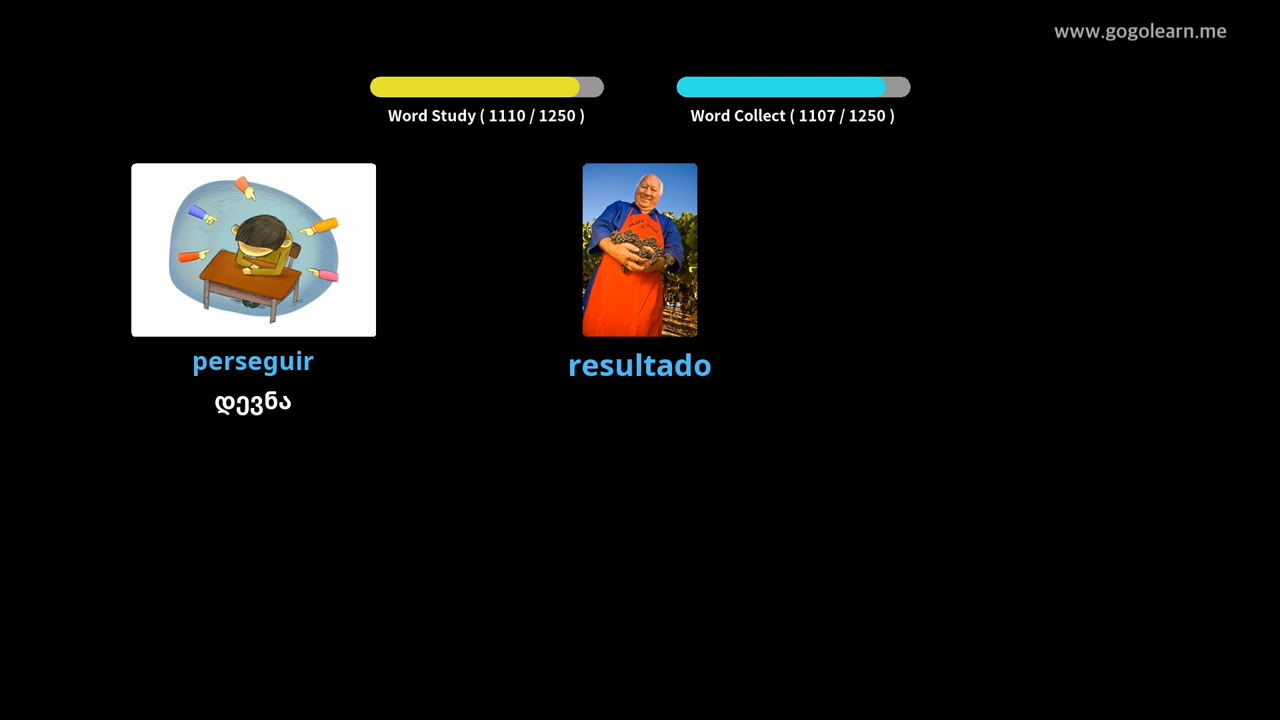 www.gogolearn.me
Word Study ( 1110 / 1250 )
Word Collect ( 1107 / 1250 )
perseguir
დევნა
resultado